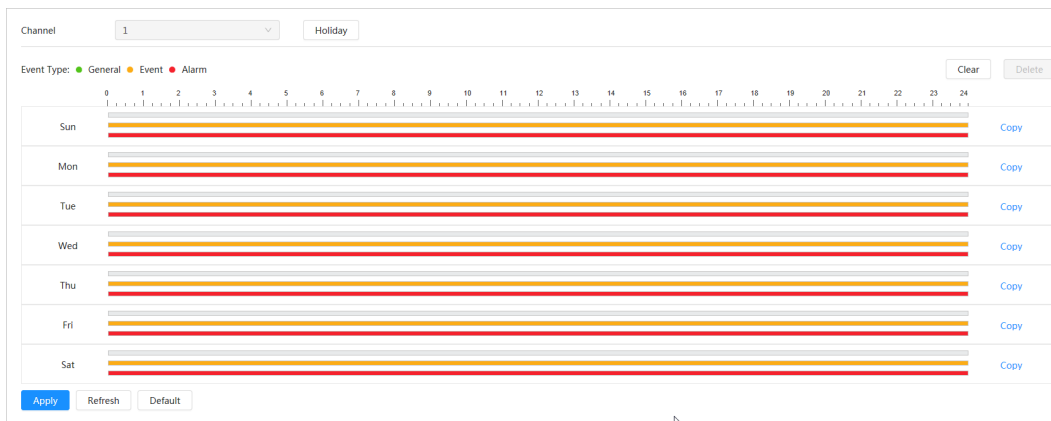 Channel 1 Holiday
Event Type: General Event Alarm Clear Delete
0 1 2 3 4 5 6 7 8 9 10 11 12 13 14 15 16 17 18 19 20 21 22 23 24
Sun Copy
Mon Copy
Tue Copy
Wed Copy
Thu Copy
Fri Copy
Sat Copy
Apply Refresh Default